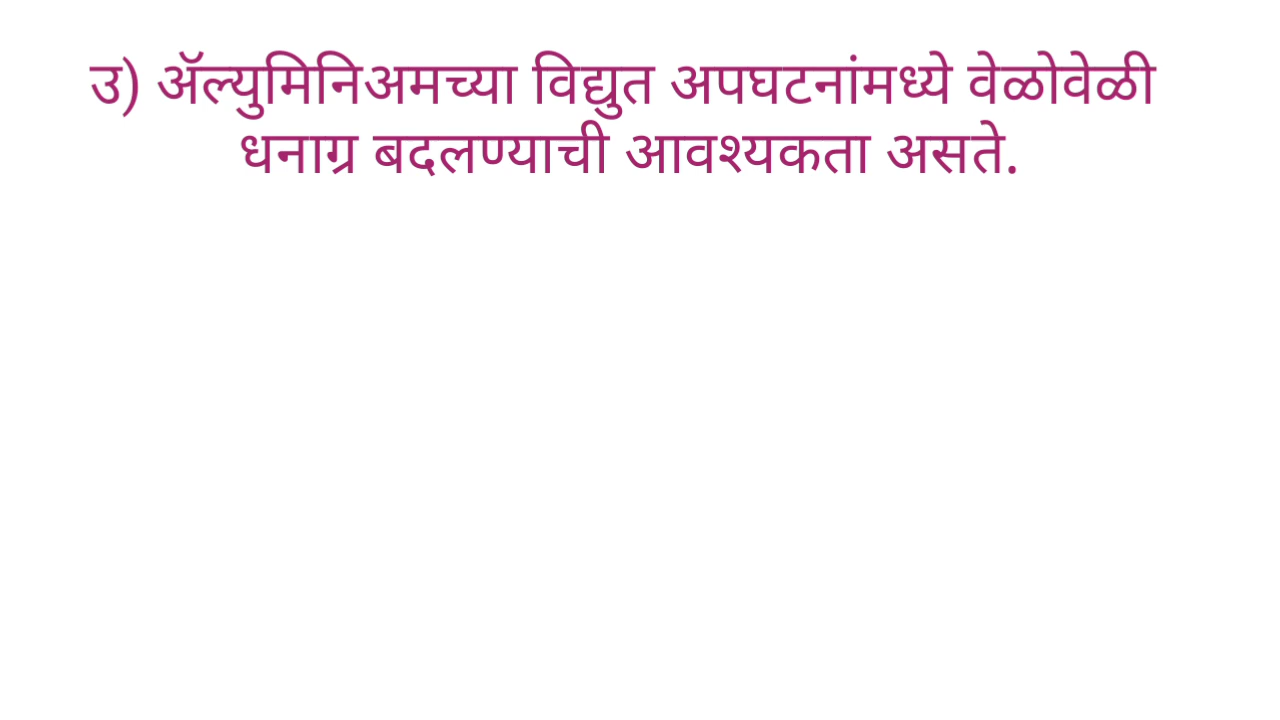 उ) ॲल्युमिनिअमच्या विद्युत अपघटनांमध्ये वेळोवेळी
धनाग्र बदलण्याची आवश्यकता असते.